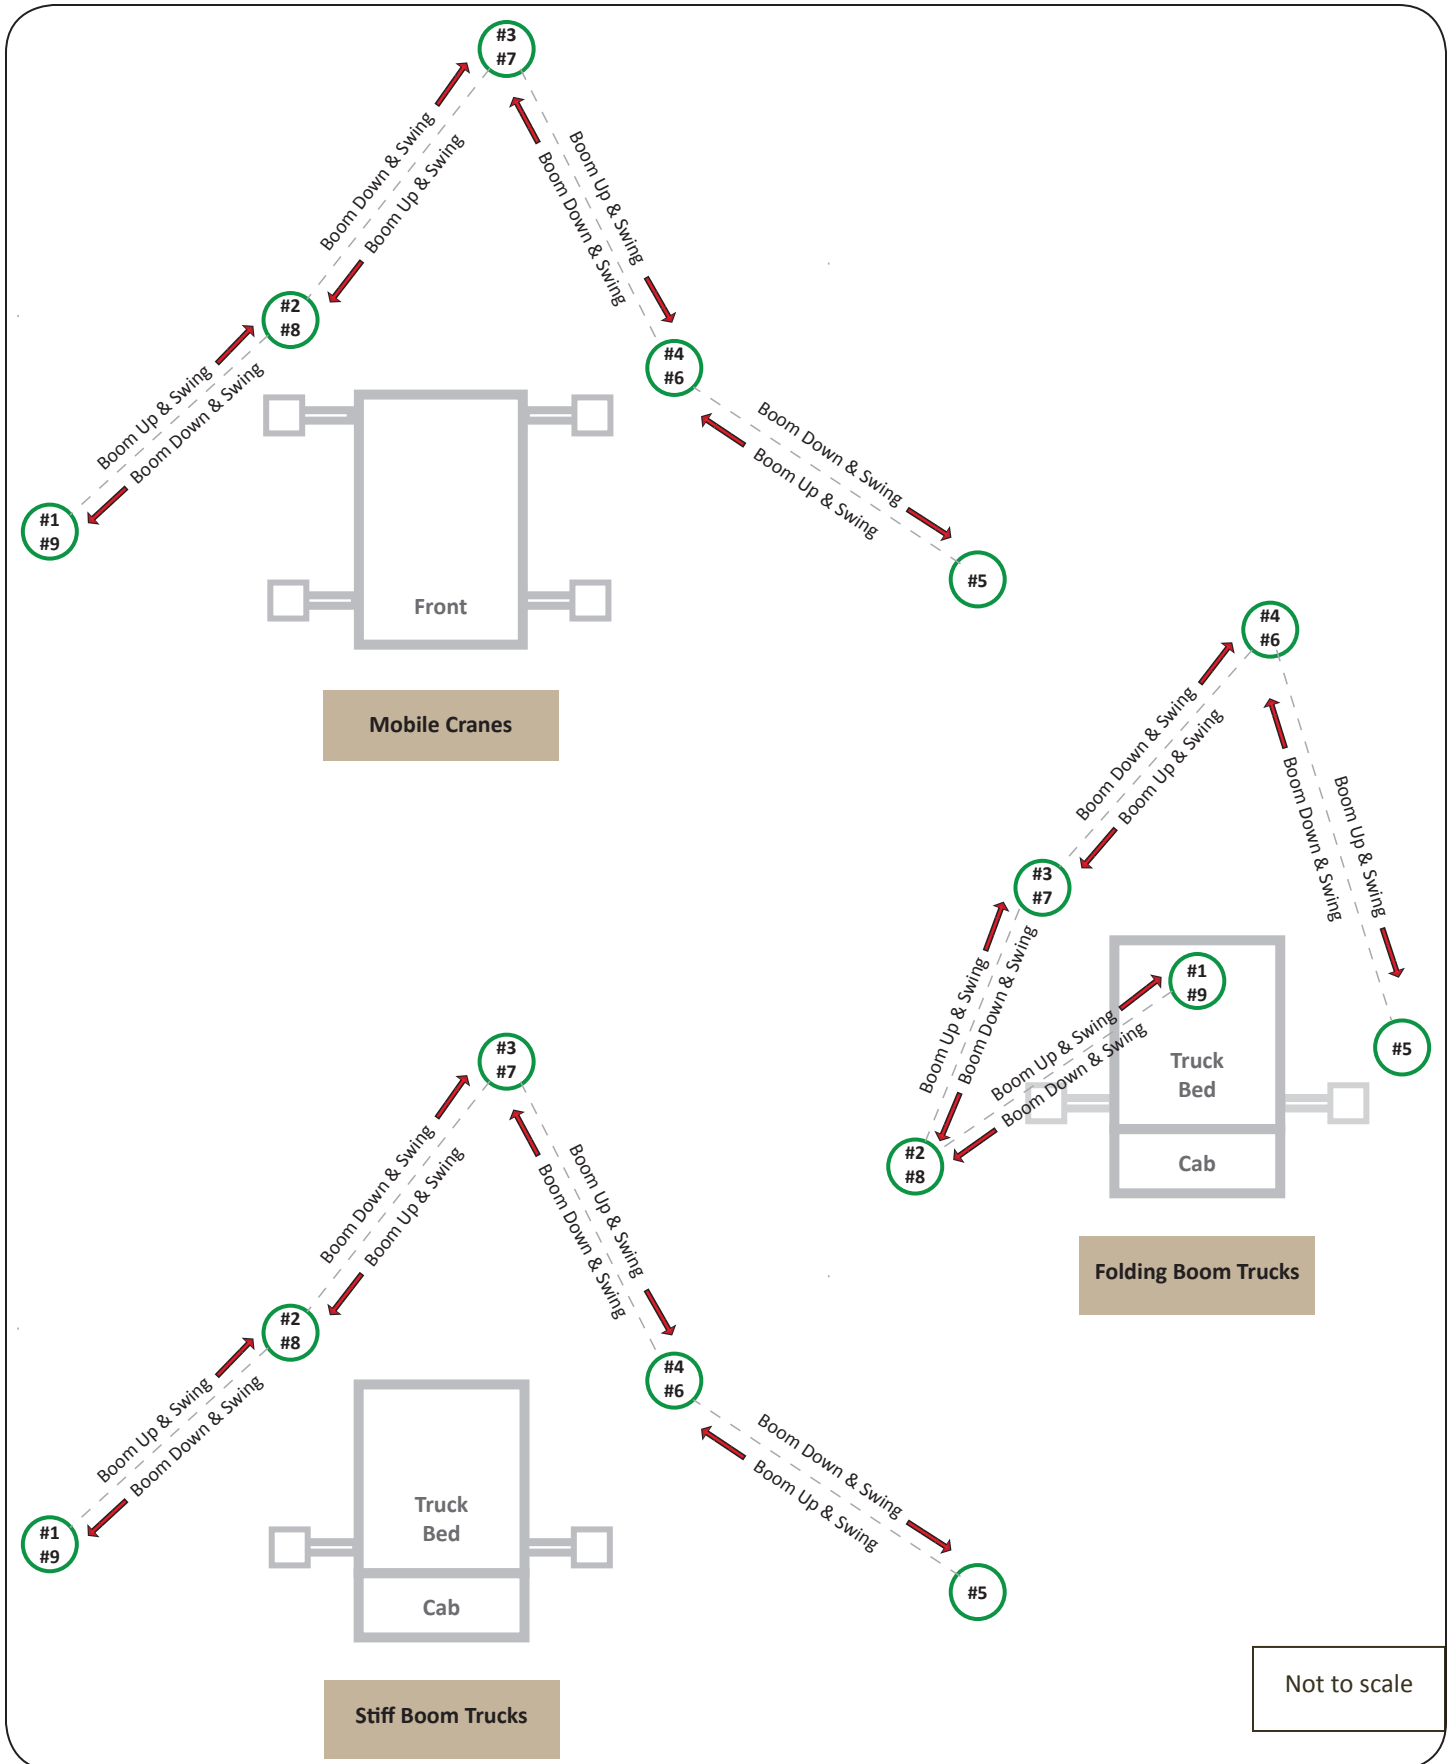 #3
#7
Boom Down & Swing
Boom Up & Swing
Boom Up & Swing
Boom Down & Swing
#2
#8
#4
#6
Boom Up & Swing
Boom Down & Swing
Boom Down & Swing
Boom Up & Swing
#1
#9
#5
Front
Mobile Cranes
#4
#6
Boom Down & Swing
Boom Up & Swing
Boom Up & Swing
Boom Down & Swing
#3
#7
Boom Up & Swing
Boom Down & Swing
#1
#9
Boom Up & Swing
Boom Down & Swing
#5
Truck
Bed
#2
#8
Cab
Folding Boom Trucks
#3
#7
Boom Down & Swing
Boom Up & Swing
Boom Up & Swing
Boom Down & Swing
#2
#8
#4
#6
Boom Up & Swing
Boom Down & Swing
Boom Down & Swing
Boom Up & Swing
#1
#9
Truck
Bed
#5
Cab
Stiff Boom Trucks
Not to scale